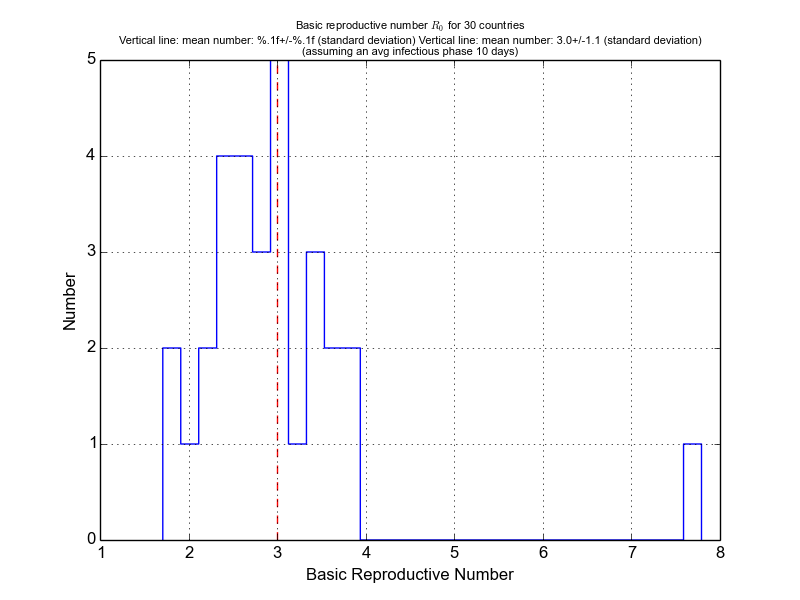 Basic reproductive number R₀ for 30 countries
Vertical line: mean number: %.1f+/-%.1f (standard deviation) Vertical line: mean number: 3.0+/-1.1 (standard deviation)
(assuming an avg infectious phase 10 days)
5
4
3
2
1
0
Number
1 2 3 4 5 6 7 8
Basic Reproductive Number